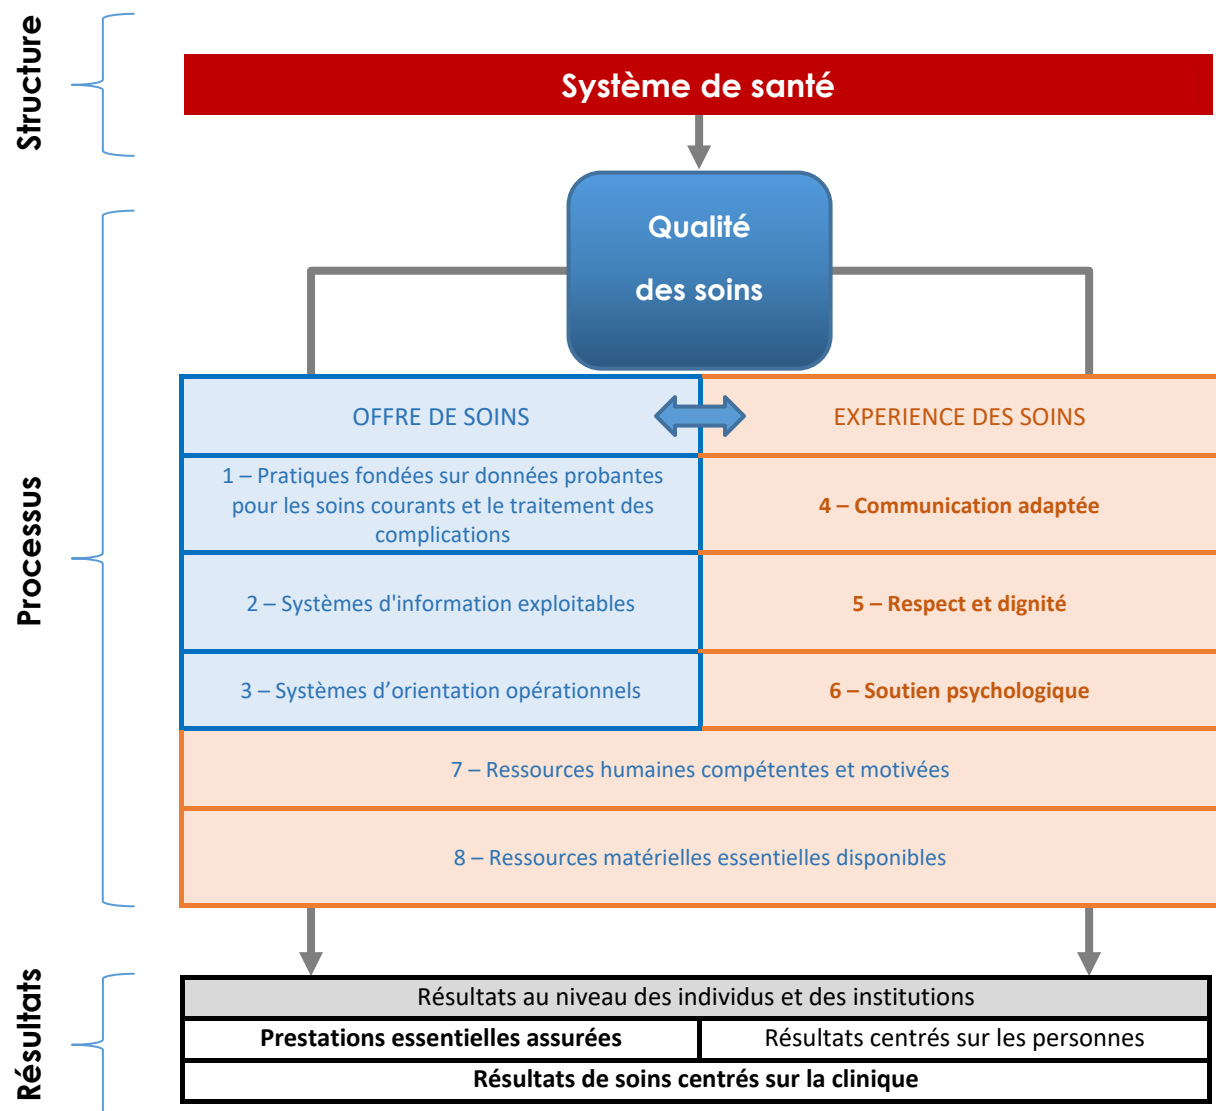 Structure
Système de santé
Qualité
des soins
Processus
OFFRE DE SOINS
EXPERIENCE DES SOINS
1 – Pratiques fondées sur données probantes
pour les soins courants et le traitement des
complications
4 – Communication adaptée
2 – Systèmes d'information exploitables
5 – Respect et dignité
3 – Systèmes d’orientation opérationnels
6 – Soutien psychologique
7 – Ressources humaines compétentes et motivées
8 – Ressources matérielles essentielles disponibles
Résultats
Résultats au niveau des individus et des institutions
Prestations essentielles assurées
Résultats centrés sur les personnes
Résultats de soins centrés sur la clinique